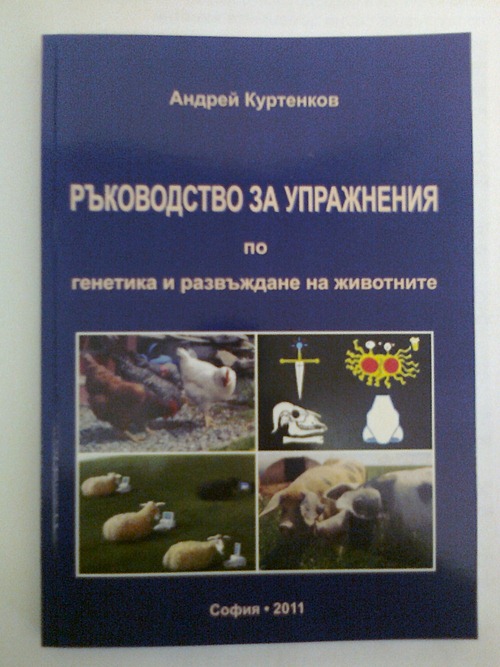 Андрей Куртенков
РЪКОВОДСТВО ЗА УПРАЖНЕНИЯ
по
генетика и развъждане на животните
София • 2011